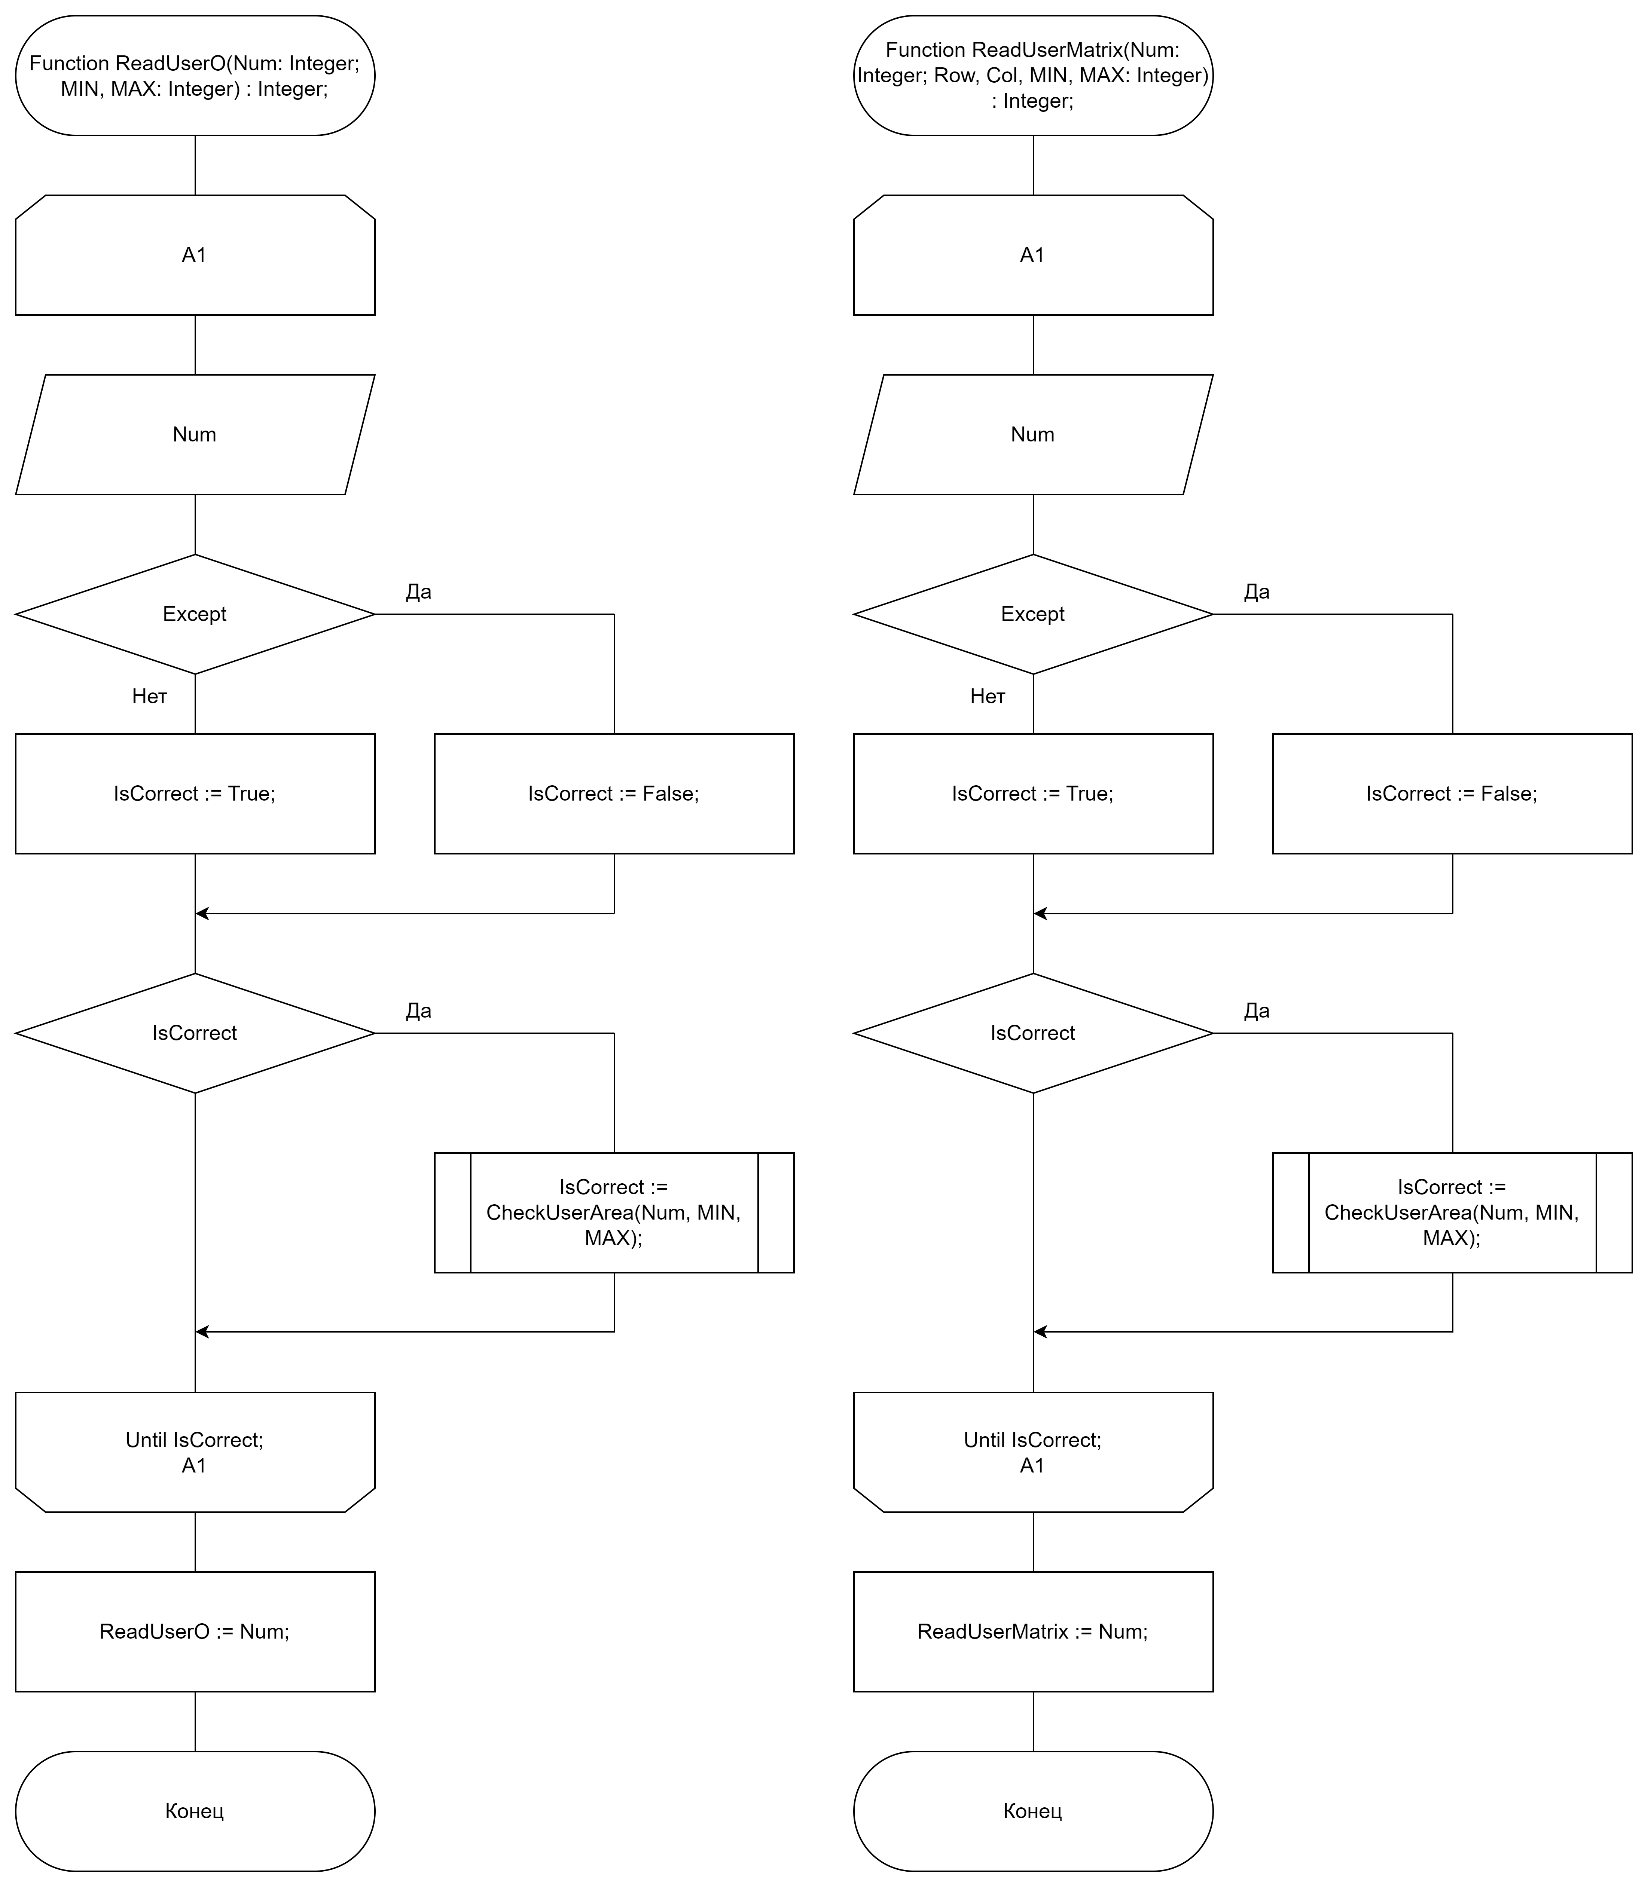 Function ReadUserO(Num: Integer;
MIN, MAX: Integer) : Integer;
A1
Num
Except
Да
Нет
IsCorrect := True;
IsCorrect := False;
IsCorrect
Да
IsCorrect :=
CheckUserArea(Num, MIN,
MAX);
Until IsCorrect;
A1
ReadUserO := Num;
Конец
Function ReadUserMatrix(Num:
Integer; Row, Col, MIN, MAX: Integer)
: Integer;
A1
Num
Except
Да
Нет
IsCorrect := True;
IsCorrect := False;
IsCorrect
Да
IsCorrect :=
CheckUserArea(Num, MIN,
MAX);
Until IsCorrect;
A1
ReadUserMatrix := Num;
Конец